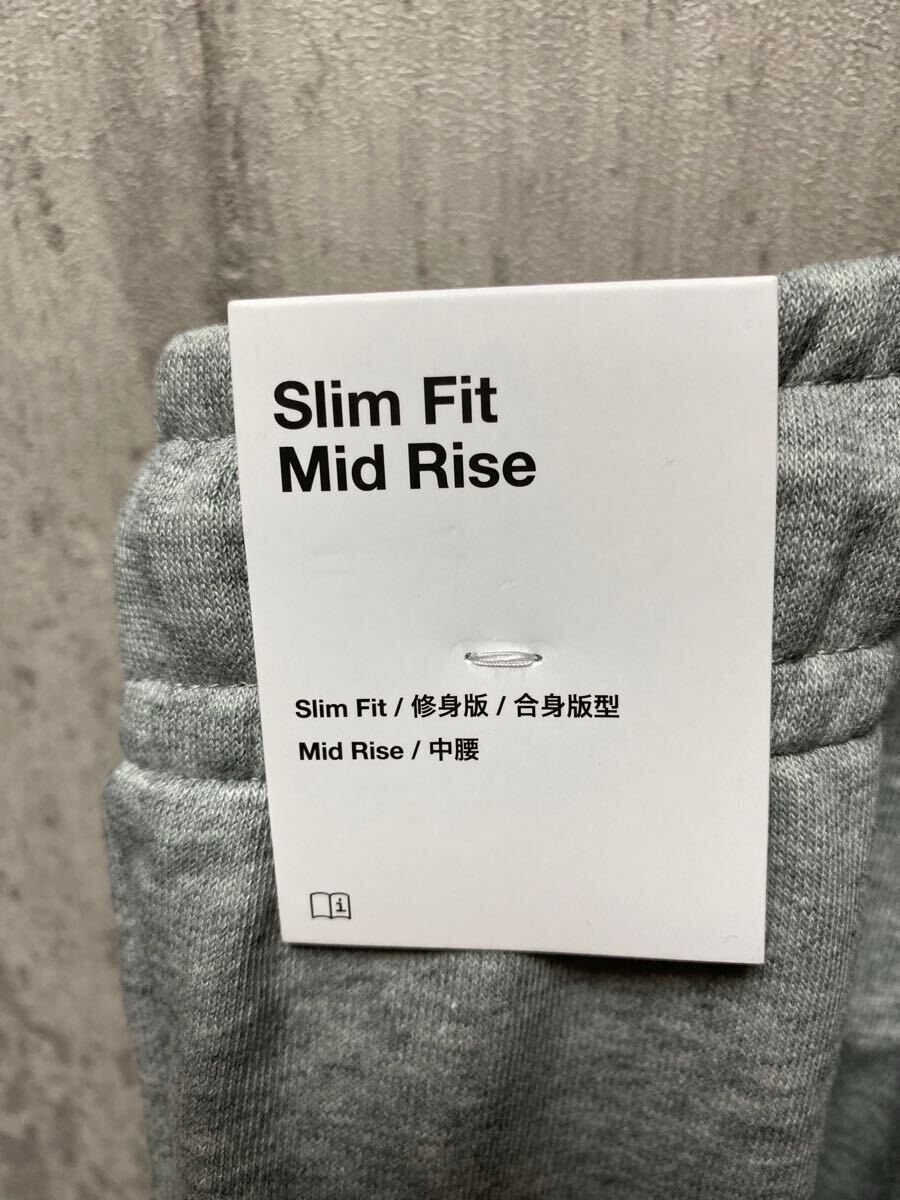 Slim Fit
Mid Rise
Slim Fit / 修身版 / 合身版型
Mid Rise / 中腰
i